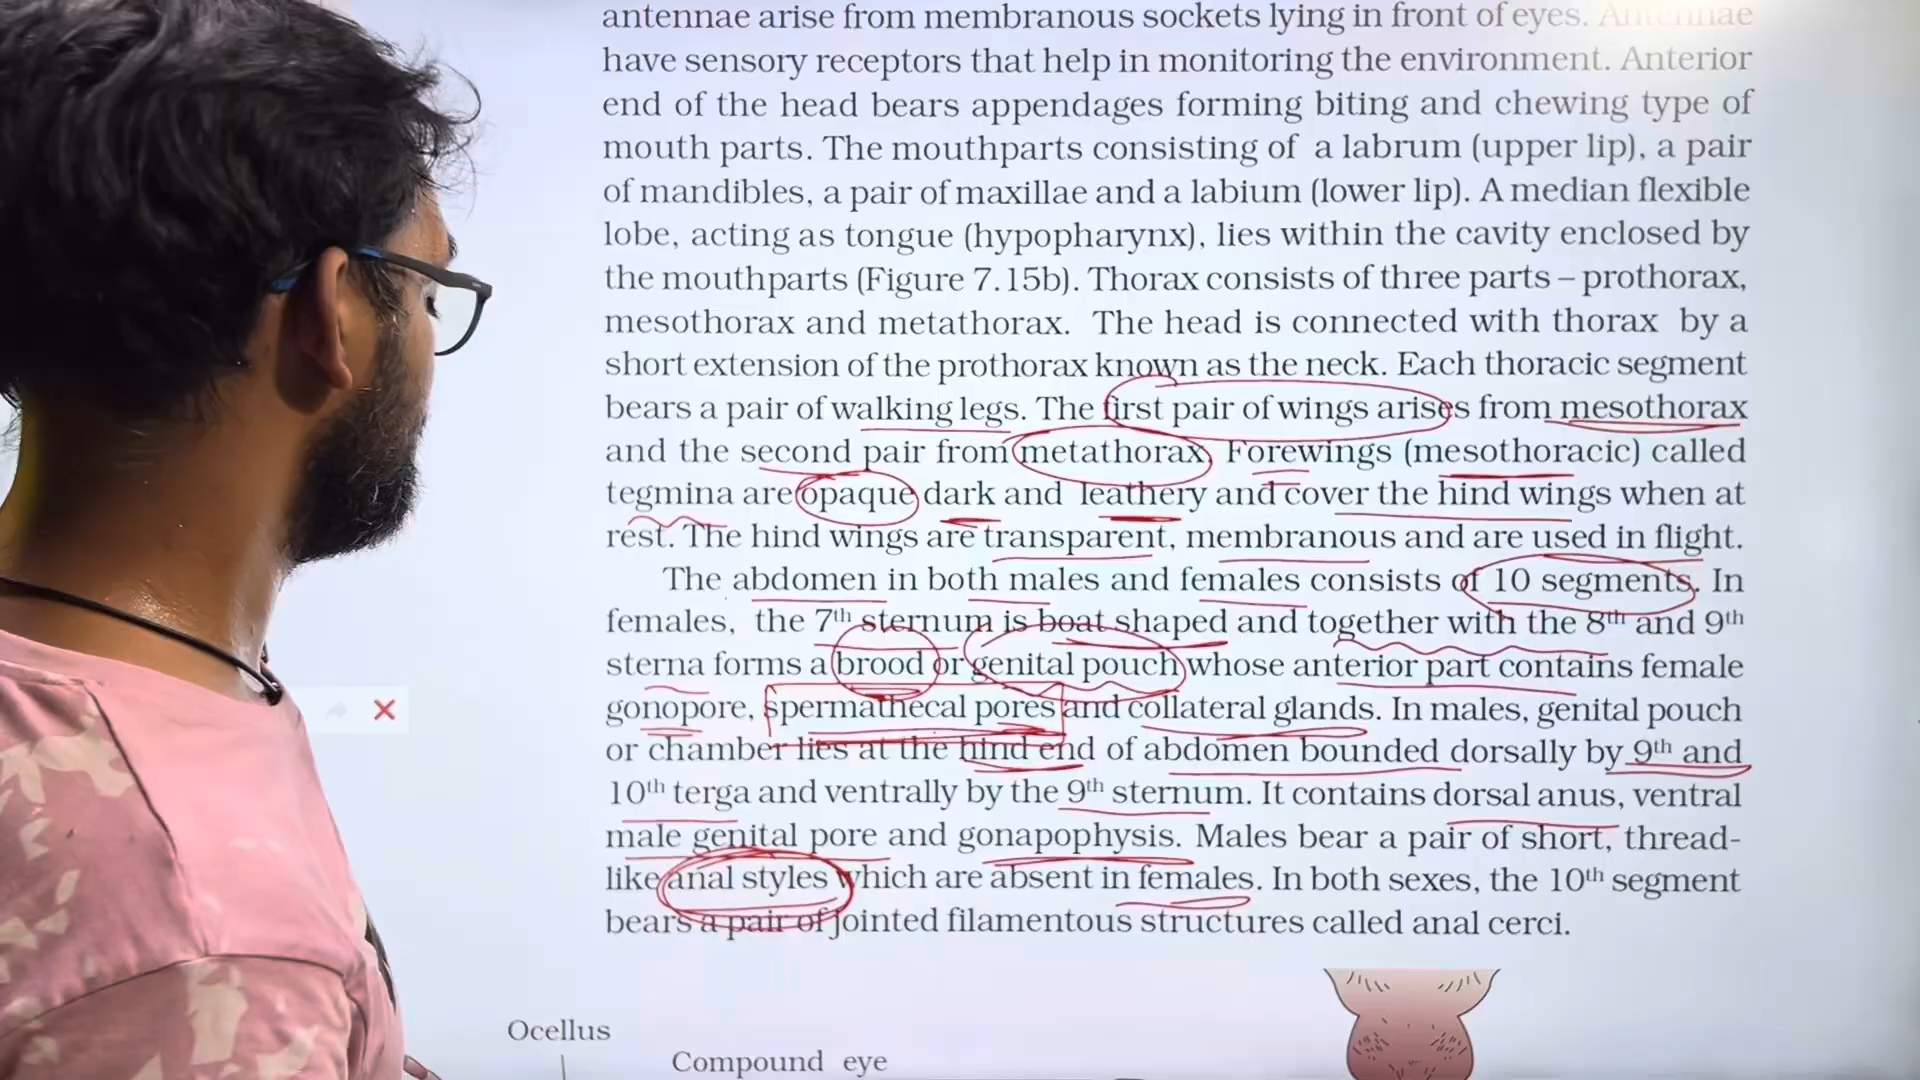 antennae arise from membranous sockets lying in front of eyes. Antennae
have sensory receptors that help in monitoring the environment. Anterior
end of the head bears appendages forming biting and chewing type of
mouth parts. The mouthparts consisting of a labrum (upper lip), a pair
of mandibles, a pair of maxillae and a labium (lower lip). A median flexible
lobe, acting as tongue (hypopharynx), lies within the cavity enclosed by
the mouthparts (Figure 7.15b). Thorax consists of three parts – prothorax,
mesothorax and metathorax. The head is connected with thorax by a
short extension of the prothorax known as the neck. Each thoracic segment
bears a pair of walking legs. The first pair of wings arises from mesothorax
and the second pair from metathorax. Forewings (mesothoracic) called
tegmina are opaque dark and leathery and cover the hind wings when at
rest. The hind wings are transparent, membranous and are used in flight.
The abdomen in both males and females consists of 10 segments. In
females, the 7th sternum is boat shaped and together with the 8th and 9th
sterna forms a brood or genital pouch whose anterior part contains female
gonopore, spermathecal pores and collateral glands. In males, genital pouch
or chamber lies at the hind end of abdomen bounded dorsally by 9th and
10th terga and ventrally by the 9th sternum. It contains dorsal anus, ventral
male genital pore and gonapophysis. Males bear a pair of short, thread-
like anal styles which are absent in females. In both sexes, the 10th segment
bears a pair of jointed filamentous structures called anal cerci.
Ocellus
Compound eye